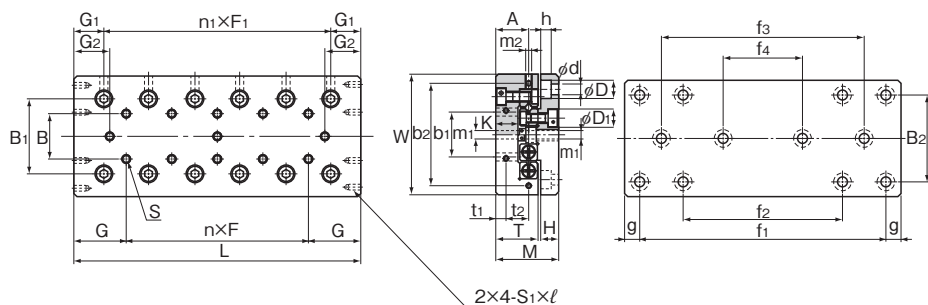 G₁ n₁×F₁ G₁
G₂ G₂
B₁
B
S
G n×F G
L
2×4-S₁×ℓ
A h
m₂
φd
φD
φD₁
W
b₂
b₁
m₁
K
m₁
t₁ t₂
T H
M
f₃
f₄
B₂
g f₂ g
f₁